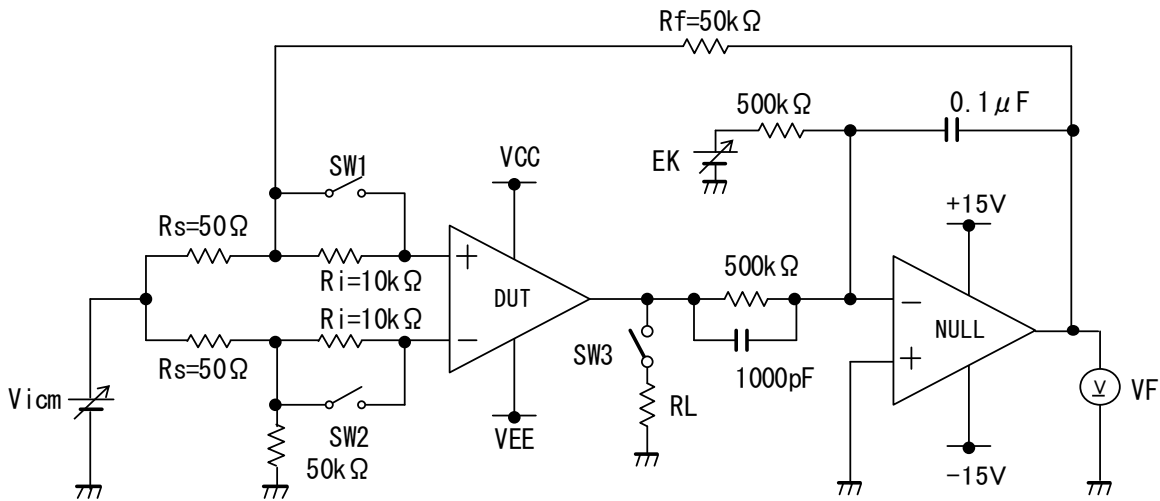 Rf=50kΩ
500kΩ
0.1μF
EK
VCC
SW1
+15V
Rs=50Ω
+
Ri=10kΩ
DUT
500kΩ
−
Ri=10kΩ
−
NULL
SW3
+
Rs=50Ω
1000pF
V
VF
Vicm
RL
SW2
VEE
50kΩ
-15V